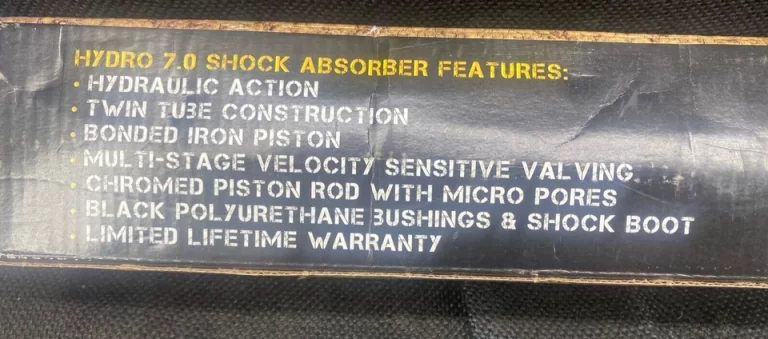 HYDRO 7.0 SHOCK ABSORBER FEATURES:
• HYDRAULIC ACTION
• TWIN TUBE CONSTRUCTION
• BONDED IRON PISTON
• MULTI-STAGE VELOCITY SENSITIVE VALVING
• CHROMED PISTON ROD WITH MICRO PORES
• BLACK POLYURETHANE BUSHINGS & SHOCK BOOT
• LIMITED LIFETIME WARRANTY